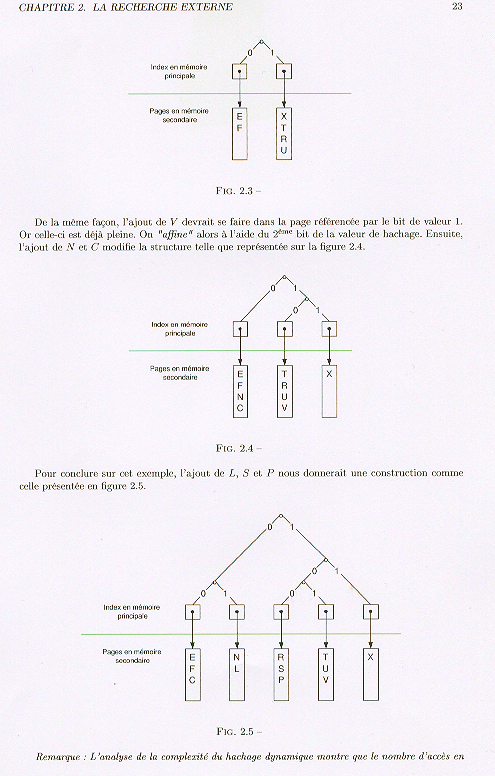 CHAPITRE 2. LA RECHERCHE EXTERNE 23
0 1
Index en mémoire
principale
Pages en mémoire
secondaire
E X
F T
R
U
FIG. 2.3 –
De la même façon, l'ajout de V devrait se faire dans la page référencée par le bit de valeur 1.
Or celle-ci est déjà pleine. On "affine" alors à l'aide du 2ème bit de la valeur de hachage. Ensuite,
l'ajout de N et C modifie la structure telle que représentée sur la figure 2.4.
0 1
0 1
Index en mémoire
principale
Pages en mémoire
secondaire
E T X
F R
N U
C V
FIG. 2.4 –
Pour conclure sur cet exemple, l'ajout de L, S et P nous donnerait une construction comme
celle présentée en figure 2.5.
0 1
0 1
0 1 0 1
Index en mémoire
principale
Pages en mémoire
secondaire
E N R T X
F L S U
C P V
FIG. 2.5 –
Remarque : L'analyse de la complexité du hachage dynamique montre que le nombre d'accès en